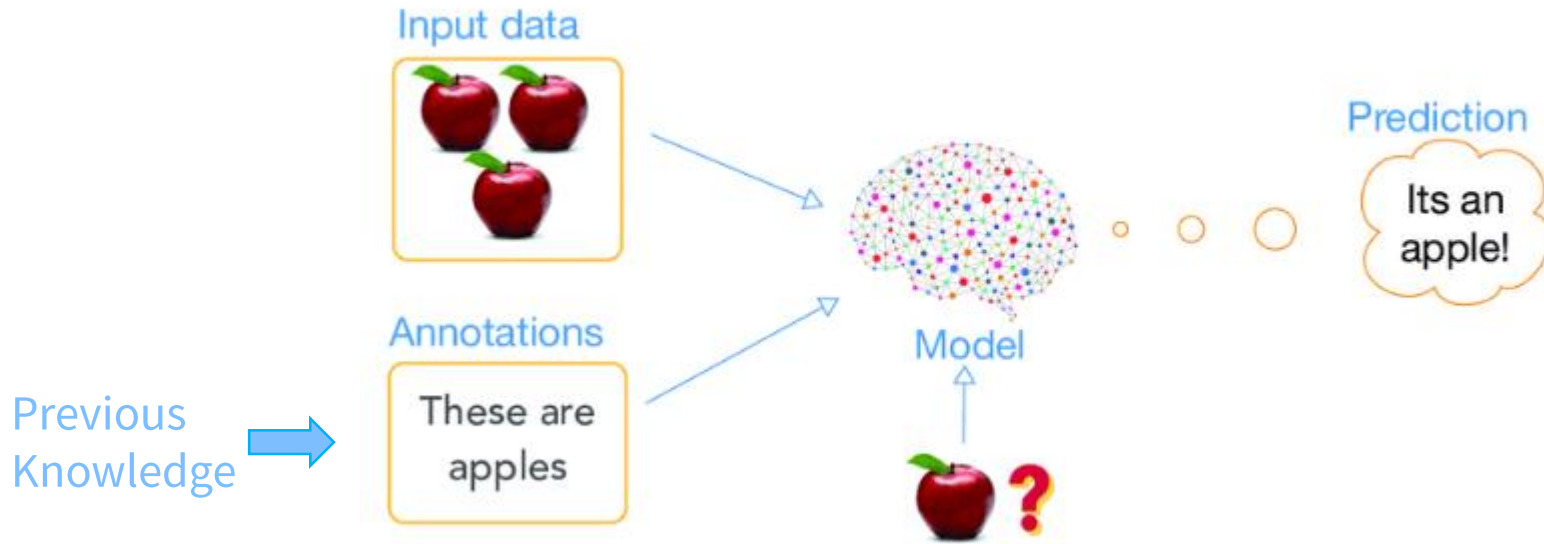 Input data
Prediction
Its an
apple!
Annotations
Model
These are
apples
Previous
Knowledge
?